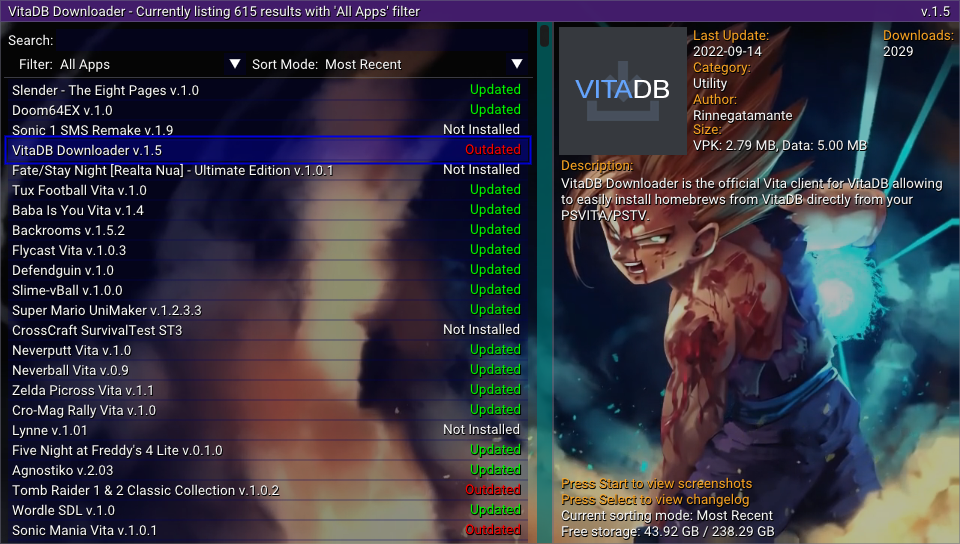 VitaDB Downloader - Currently listing 615 results with 'All Apps' filter v.1.5
Search:
Filter: All Apps Sort Mode: Most Recent
Slender - The Eight Pages v.1.0 Updated
Doom64EX v.1.0 Updated
Sonic 1 SMS Remake v.1.9 Not Installed
VitaDB Downloader v.1.5 Outdated
Fate/Stay Night [Realta Nua] - Ultimate Edition v.1.0.1 Not Installed
Tux Football Vita v.1.0 Updated
Baba Is You Vita v.1.4 Updated
Backrooms v.1.5.2 Updated
Flycast Vita v.1.0.3 Updated
Defendguin v.1.0 Updated
Slime-vBall v.1.0.0 Updated
Super Mario UniMaker v.1.2.3.3 Updated
CrossCraft SurvivalTest ST3 Not Installed
Neverputt Vita v.1.0 Updated
Neverball Vita v.0.9 Updated
Zelda Picross Vita v.1.1 Updated
Cro-Mag Rally Vita v.1.0 Updated
Lynne v.1.01 Not Installed
Five Night at Freddy's 4 Lite v.0.1.0 Updated
Agnostiko v.2.03 Updated
Tomb Raider 1 & 2 Classic Collection v.1.0.2 Outdated
Wordle SDL v.1.0 Updated
Sonic Mania Vita v.1.0.1 Outdated
VITADB
Last Update: Downloads:
2022-09-14 2029
Category:
Utility
Author:
Rinnegatamante
Size:
VPK: 2.79 MB, Data: 5.00 MB
Description:
VitaDB Downloader is the official Vita client for VitaDB allowing
to easily install homebrews from VitaDB directly from your
PSVITA/PSTV.
Press Start to view screenshots
Press Select to view changelog
Current sorting mode: Most Recent
Free storage: 43.92 GB / 238.29 GB